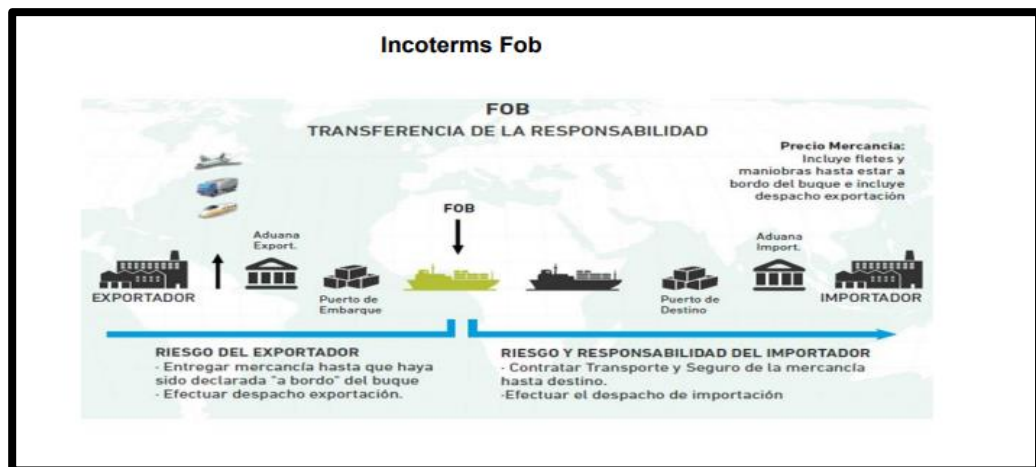 Incoterms Fob
FOB
TRANSFERENCIA DE LA RESPONSABILIDAD
Precio Mercancia:
Incluye fletes y
maniobras hasta estar a
bordo del buque e incluye
despacho exportación
FOB
Aduana
Export.
Aduana
Import.
EXPORTADOR
Puerto de
Embarque
Puerto de
Destino
IMPORTADOR
RIESGO DEL EXPORTADOR
- Entregar mercancía hasta que haya
sido declarada "a bordo" del buque
- Efectuar despacho exportación.
RIESGO Y RESPONSABILIDAD DEL IMPORTADOR
- Contratar Transporte y Seguro de la mercancía
hasta destino.
-Efectuar el despacho de importación